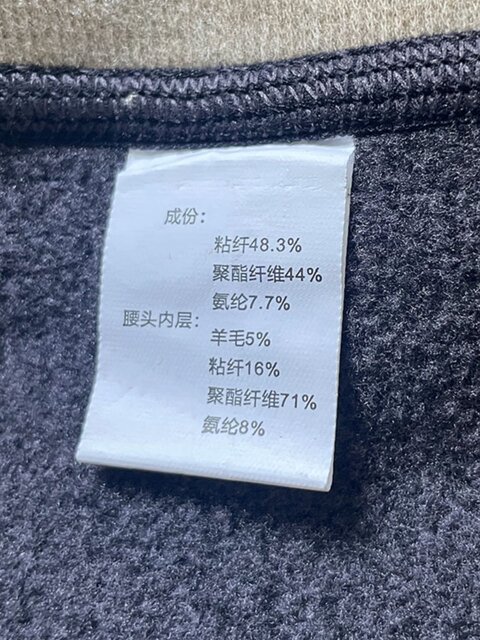 成份：
粘纤48.3%
聚酯纤维44%
氨纶7.7%
腰头内层：
羊毛5%
粘纤16%
聚酯纤维71%
氨纶8%